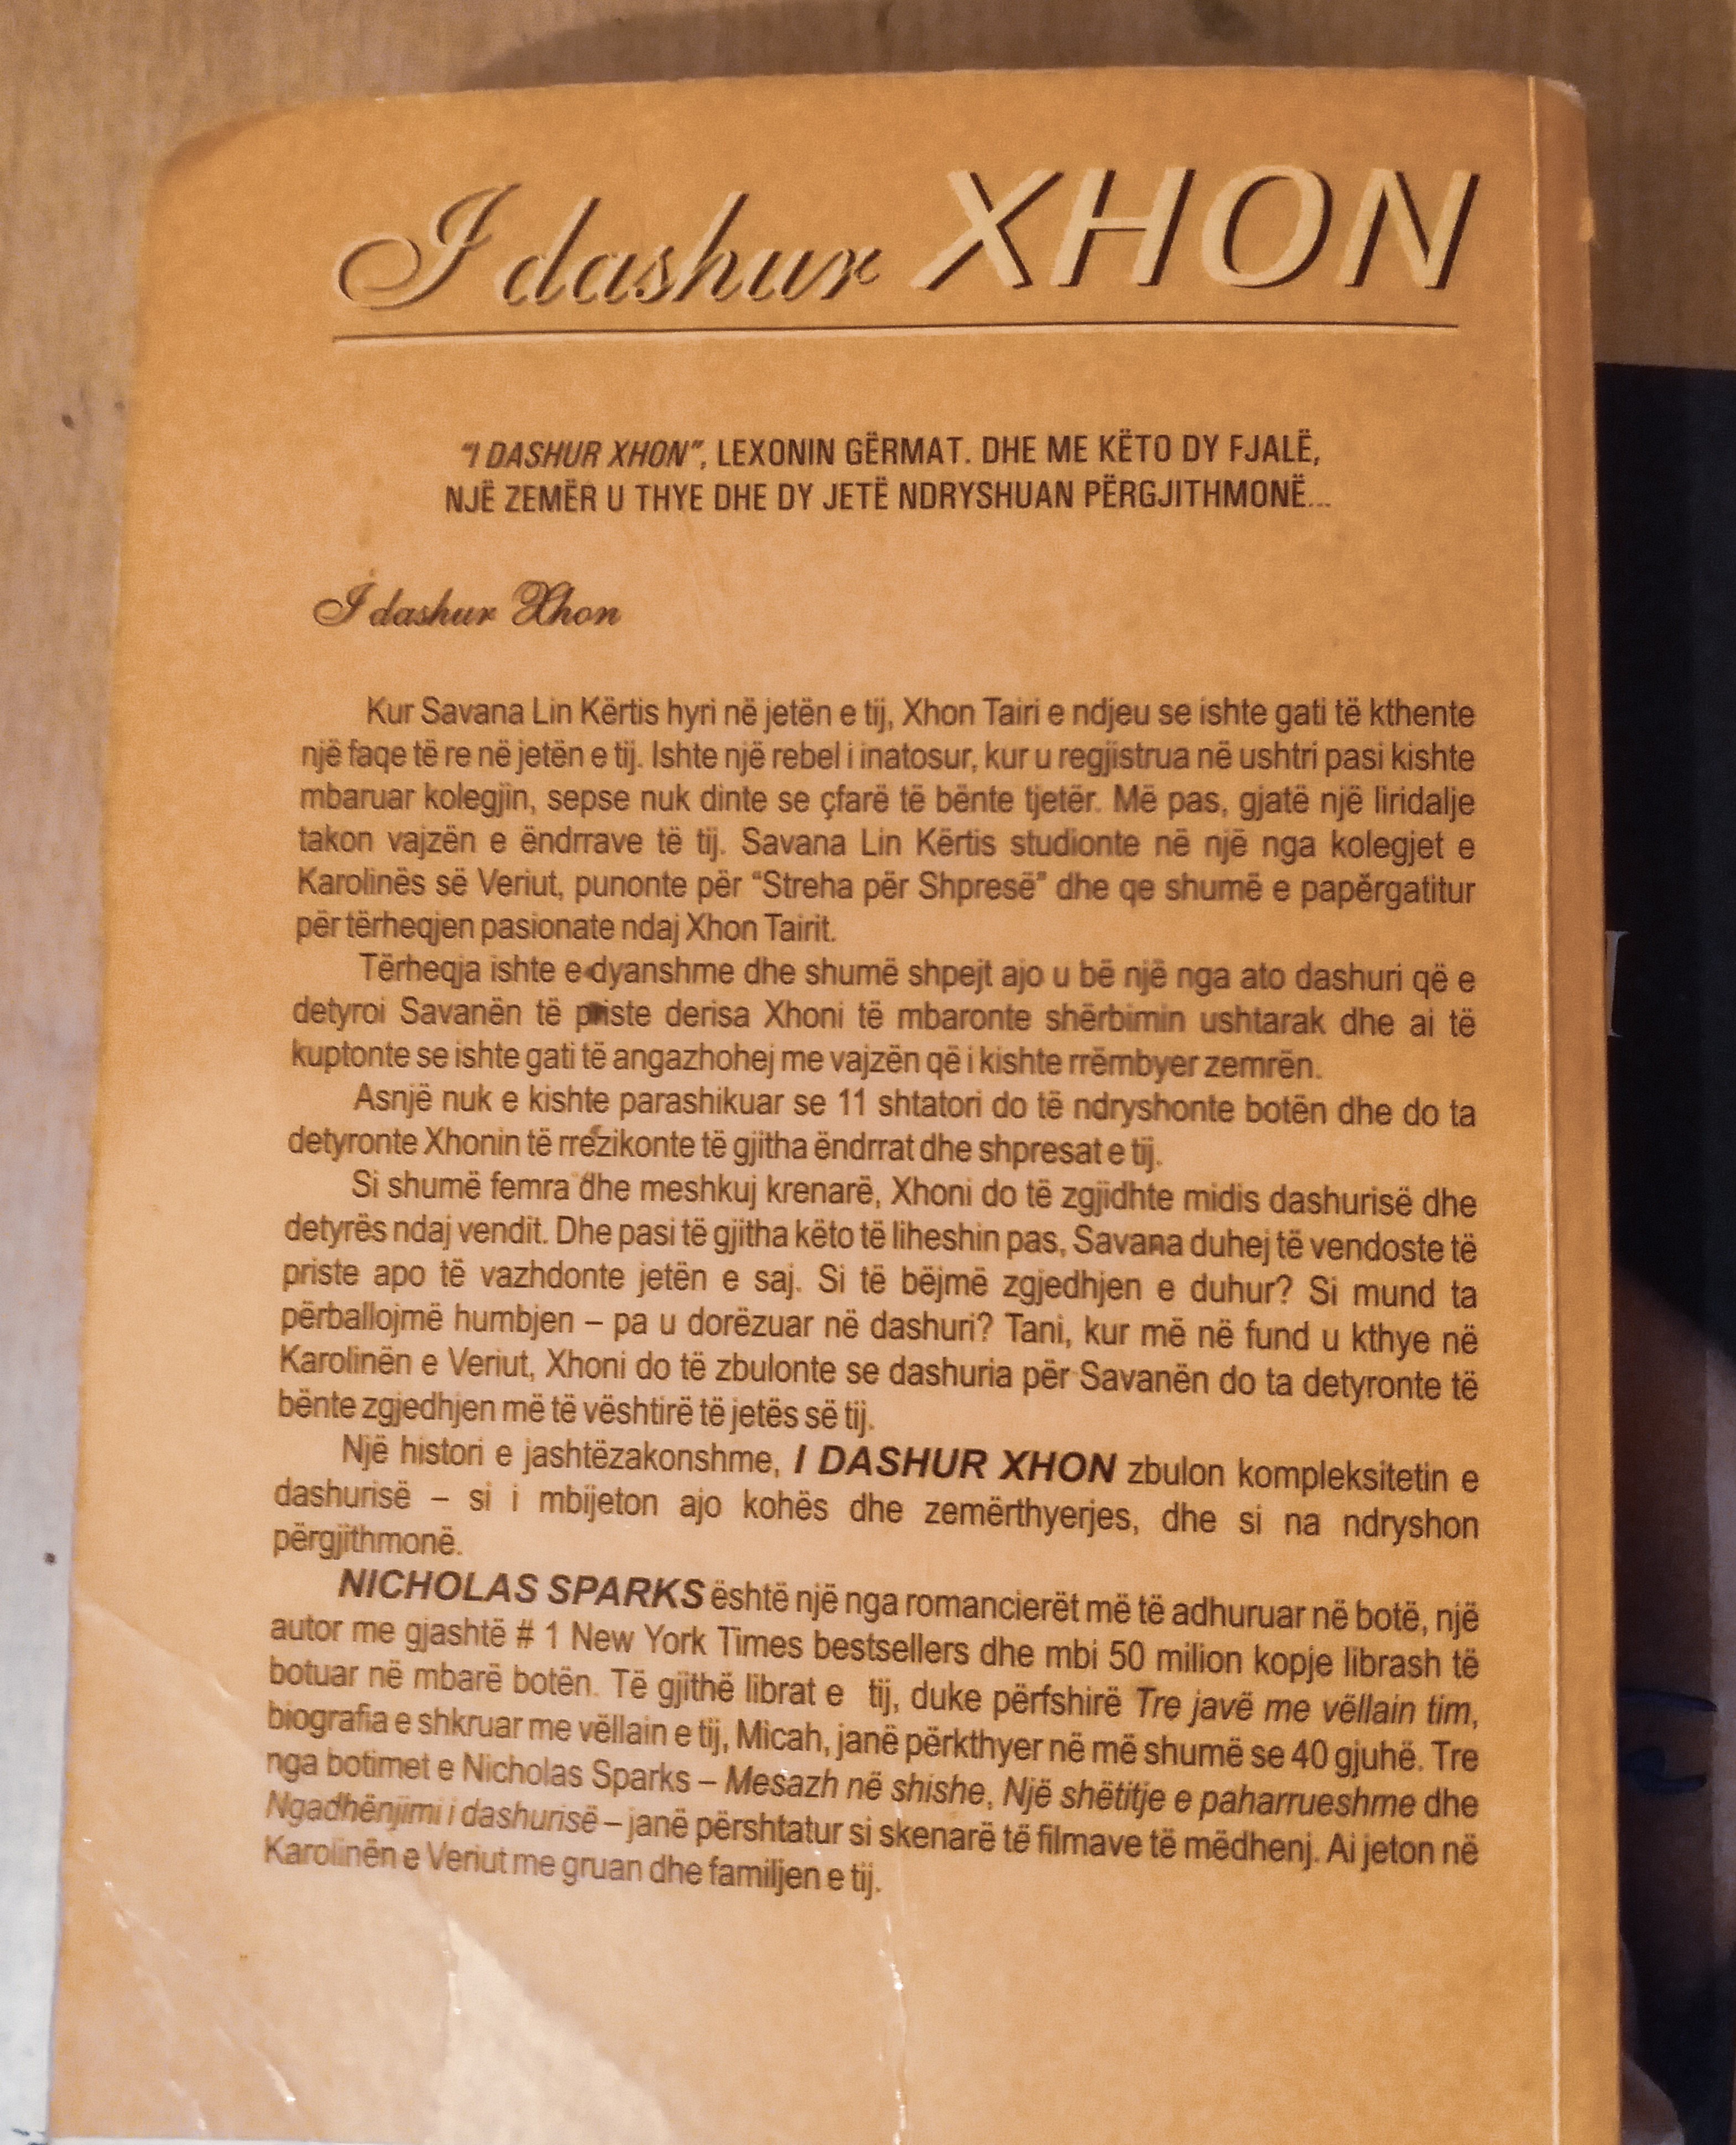 I dashur XHON
"I DASHUR XHON", LEXONIN GËRMAT. DHE ME KËTO DY FJALË,
NJË ZEMËR U THYE DHE DY JETË NDRYSHUAN PËRGJITHMONË...
I dashur Xhon
Kur Savana Lin Kërtis hyri në jetën e tij, Xhon Tairi e ndjeu se ishte gati të kthente
një faqe të re në jetën e tij. Ishte një rebel i inatosur, kur u regjistrua në ushtri pasi kishte
mbaruar kolegjin, sepse nuk dinte se çfarë të bënte tjetër. Më pas, gjatë një liridalje
takon vajzën e ëndrrave të tij. Savana Lin Kërtis studionte në një nga kolegjet e
Karolinës së Veriut, punonte për “Streha për Shpresë” dhe qe shumë e papërgatitur
për tërheqjen pasionate ndaj Xhon Tairit.
Tërheqja ishte e dyanshme dhe shumë shpejt ajo u bë një nga ato dashuri që e
detyroi Savanën të priste derisa Xhoni të mbaronte shërbimin ushtarak dhe ai të
kuptonte se ishte gati të angazhohej me vajzën që i kishte rrëmbyer zemrën.
Asnjë nuk e kishte parashikuar se 11 shtatori do të ndryshonte botën dhe do ta
detyronte Xhonin të rrezikonte të gjitha ëndrrat dhe shpresat e tij.
Si shumë femra dhe meshkuj krenarë, Xhoni do të zgjidhte midis dashurisë dhe
detyrës ndaj vendit. Dhe pasi të gjitha këto të liheshin pas, Savana duhej të vendoste të
priste apo të vazhdonte jetën e saj. Si të bëjmë zgjedhjen e duhur? Si mund ta
përballojmë humbjen – pa u dorëzuar në dashuri? Tani, kur më në fund u kthye në
Karolinën e Veriut, Xhoni do të zbulonte se dashuria për Savanën do ta detyronte të
bënte zgjedhjen më të vështirë të jetës së tij.
Një histori e jashtëzakonshme, I DASHUR XHON zbulon kompleksitetin e
dashurisë – si i mbijeton ajo kohës dhe zemërthyerjes, dhe si na ndryshon
përgjithmonë.
NICHOLAS SPARKS është një nga romancierët më të adhuruar në botë, një
autor me gjashtë # 1 New York Times bestsellers dhe mbi 50 milion kopje librash të
botuar në mbarë botën. Të gjithë librat e tij, duke përfshirë Tre javë me vëllain tim,
biografia e shkruar me vëllain e tij, Micah, janë përkthyer në më shumë se 40 gjuhë. Tre
nga botimet e Nicholas Sparks – Mesazh në shishe, Një shëtitje e paharrueshme dhe
Ngadhënjimi i dashurisë – janë përshtatur si skenarë të filmave të mëdhenj. Ai jeton në
Karolinën e Veriut me gruan dhe familjen e tij.